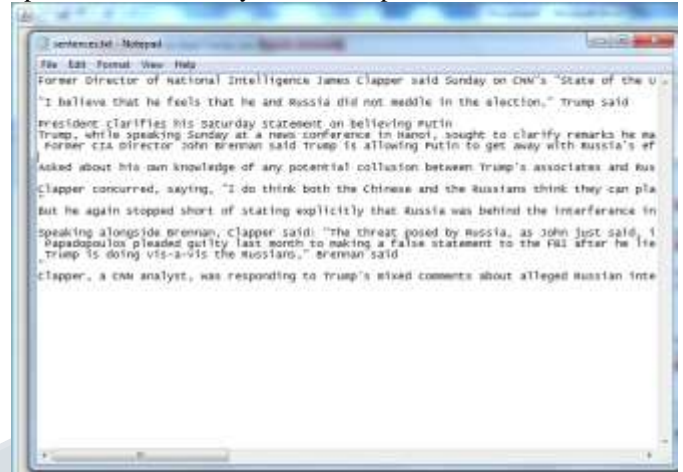 sentences.txt - Notepad
File Edit Format View Help
Former Director of National Intelligence James Clapper said Sunday on CNN's "State of the U
"I believe that he feels that he and Russia did not meddle in the election," Trump said
President clarifies his Saturday statement on believing Putin
Trump, while speaking Sunday at a news conference in Hanoi, sought to clarify remarks he ma
Former CIA Director John Brennan said Trump is allowing Putin to get away with Russia's ef
Asked about his own knowledge of any potential collusion between Trump's associates and Rus
Clapper concurred, saying, "I do think both the Chinese and the Russians think they can pla
"
But he again stopped short of stating explicitly that Russia was behind the interference in
Speaking alongside Brennan, Clapper said: "The threat posed by Russia, as John just said, i
Papadopoulos pleaded guilty last month to making a false statement to the FBI after he lie
Trump is doing vis-a-vis the Russians," Brennan said
Clapper, a CNN analyst, was responding to Trump's mixed comments about alleged Russian inte